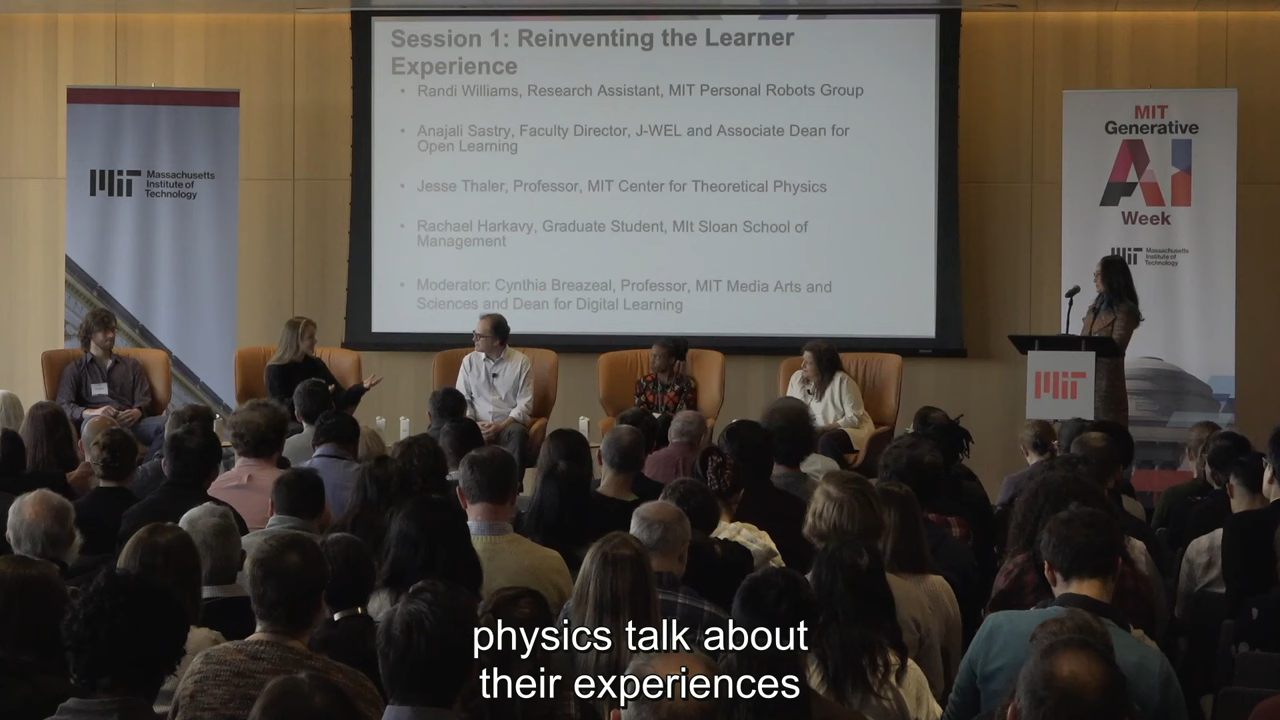 Session 1: Reinventing the Learner
Experience
• Randi Williams, Research Assistant, MIT Personal Robots Group
• Anajali Sastry, Faculty Director, J-WEL and Associate Dean for
Open Learning
• Jesse Thaler, Professor, MIT Center for Theoretical Physics
• Rachael Harkavy, Graduate Student, MIt Sloan School of
Management
• Moderator: Cynthia Breazeal, Professor, MIT Media Arts and
Sciences and Dean for Digital Learning
MIT
Massachusetts
Institute of
Technology
MIT
Generative
AI
Week
MIT
Massachusetts
Institute of
Technology
MIT
physics talk about
their experiences